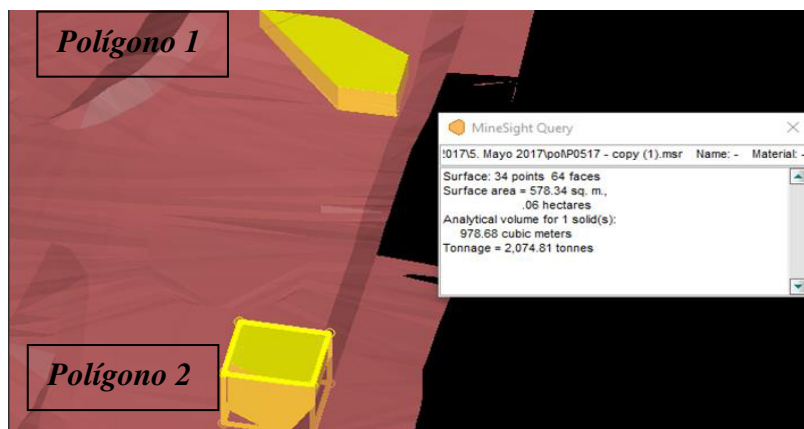 Polígono 1
MineSight Query
:017\5. Mayo 2017\pol\P0517 - copy (1).msr Name: - Material: -
Surface: 34 points 64 faces
Surface area = 578.34 sq. m.,
.06 hectares
Analytical volume for 1 solid(s):
978.68 cubic meters
Tonnage = 2,074.81 tonnes
Polígono 2